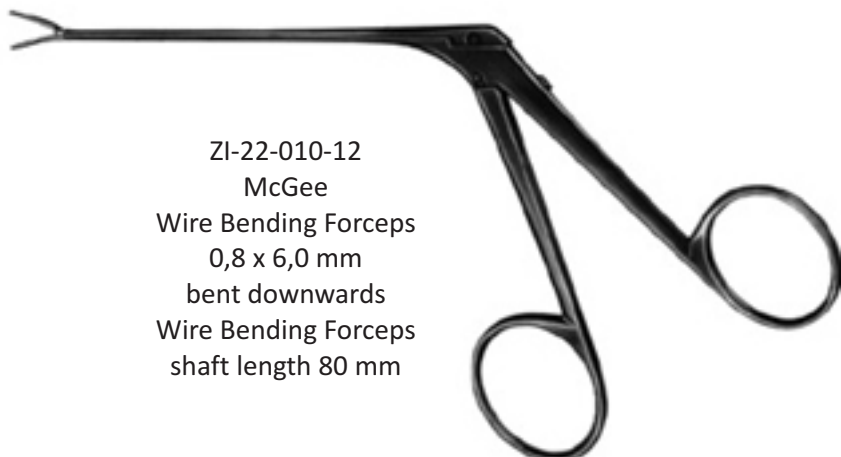 ZI-22-010-12
McGee
Wire Bending Forceps
0,8 x 6,0 mm
bent downwards
Wire Bending Forceps
shaft length 80 mm